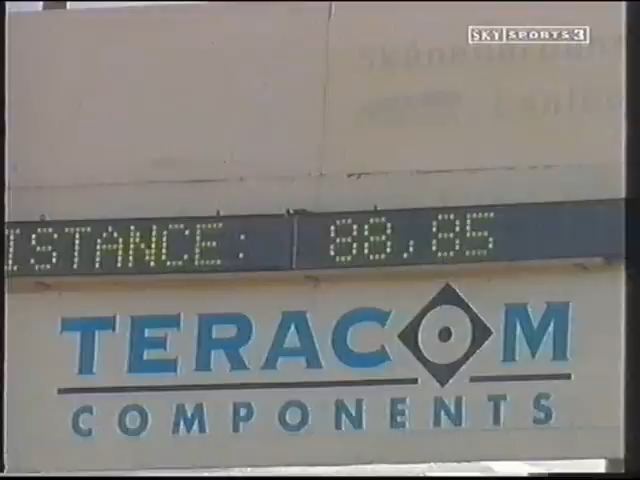 SKY SPORTS 3
ISTANCE: 88.85
TERACOM
COMPONENTS